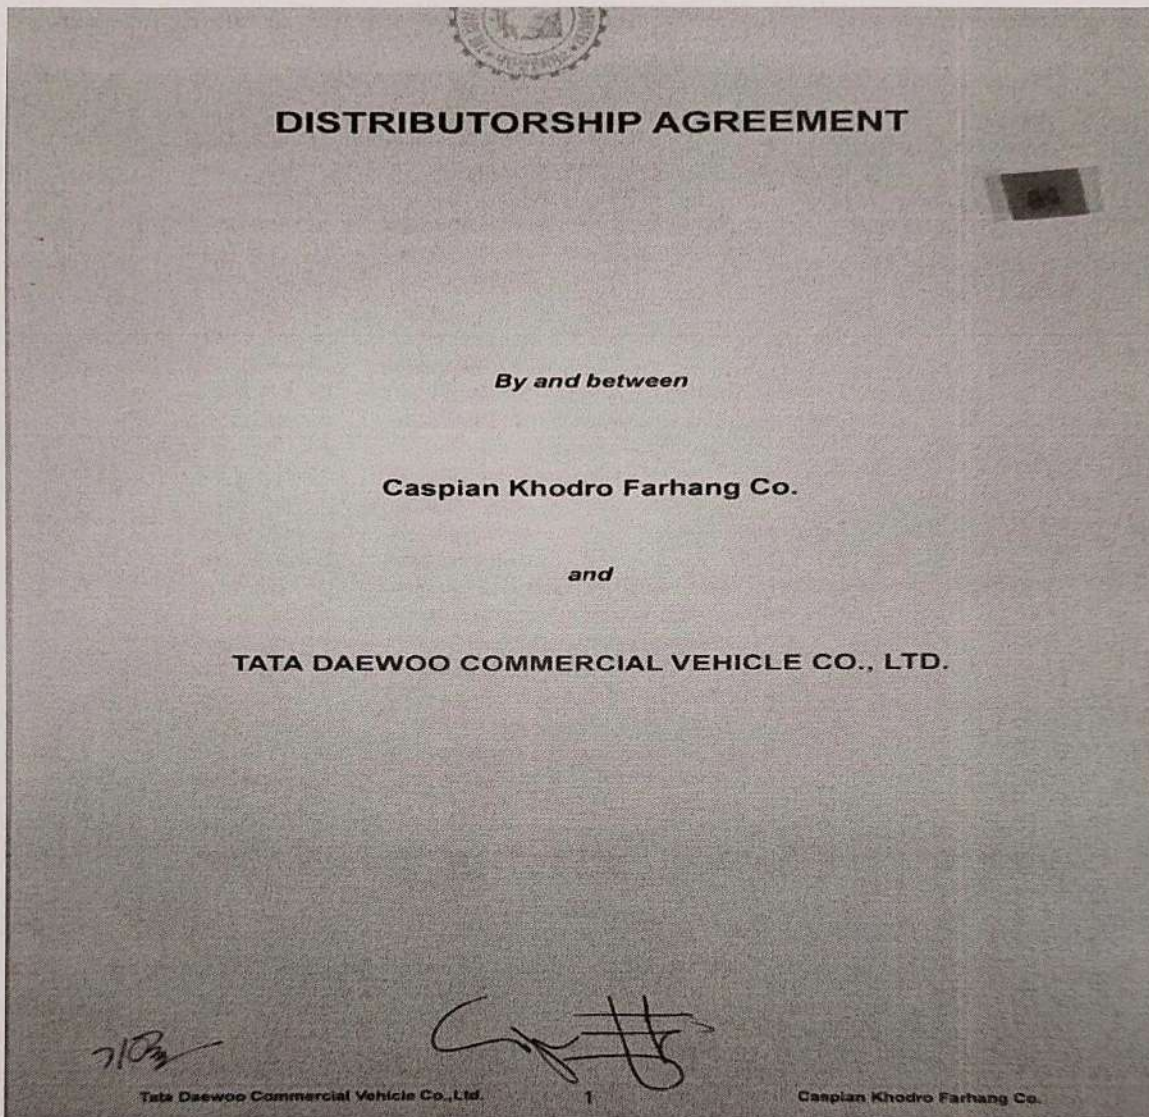 DISTRIBUTORSHIP AGREEMENT
By and between
Caspian Khodro Farhang Co.
and
TATA DAEWOO COMMERCIAL VEHICLE CO., LTD.
Tata Daewoo Commercial Vehicle Co.,Ltd.
1
Caspian Khodro Farhang Co.